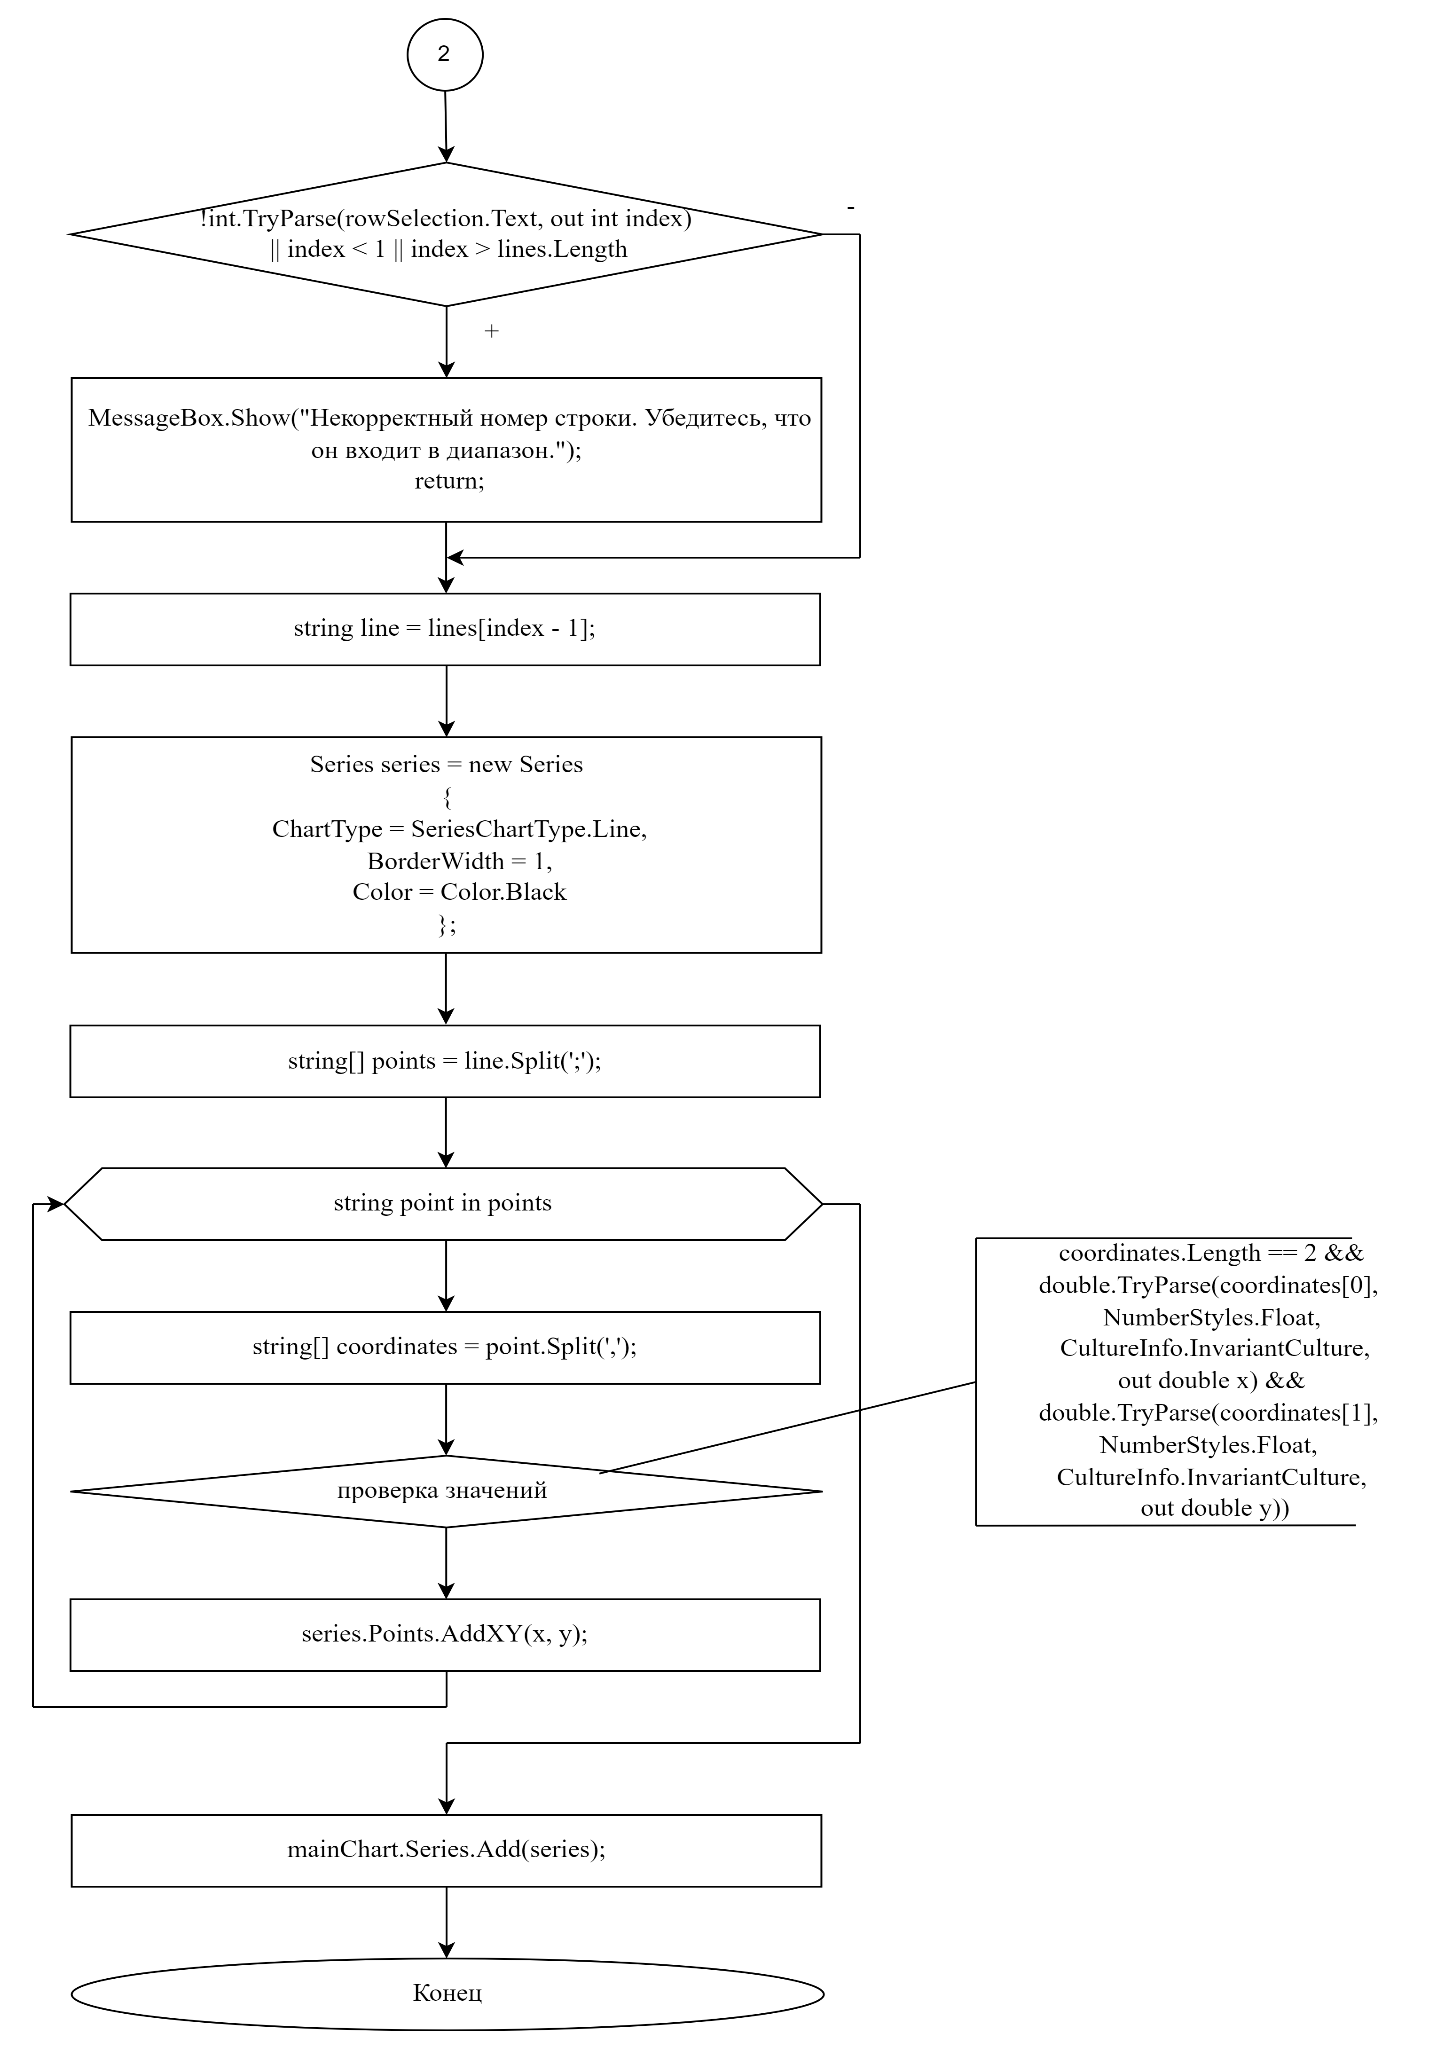 2
-
!int.TryParse(rowSelection.Text, out int index)
|| index < 1 || index > lines.Length
+
MessageBox.Show("Некорректный номер строки. Убедитесь, что
он входит в диапазон.");
return;
string line = lines[index - 1];
Series series = new Series
{
ChartType = SeriesChartType.Line,
BorderWidth = 1,
Color = Color.Black
};
string[] points = line.Split(';');
string point in points
string[] coordinates = point.Split(',');
проверка значений
coordinates.Length == 2 &&
double.TryParse(coordinates[0],
NumberStyles.Float,
CultureInfo.InvariantCulture,
out double x) &&
double.TryParse(coordinates[1],
NumberStyles.Float,
CultureInfo.InvariantCulture,
out double y))
series.Points.AddXY(x, y);
mainChart.Series.Add(series);
Конец